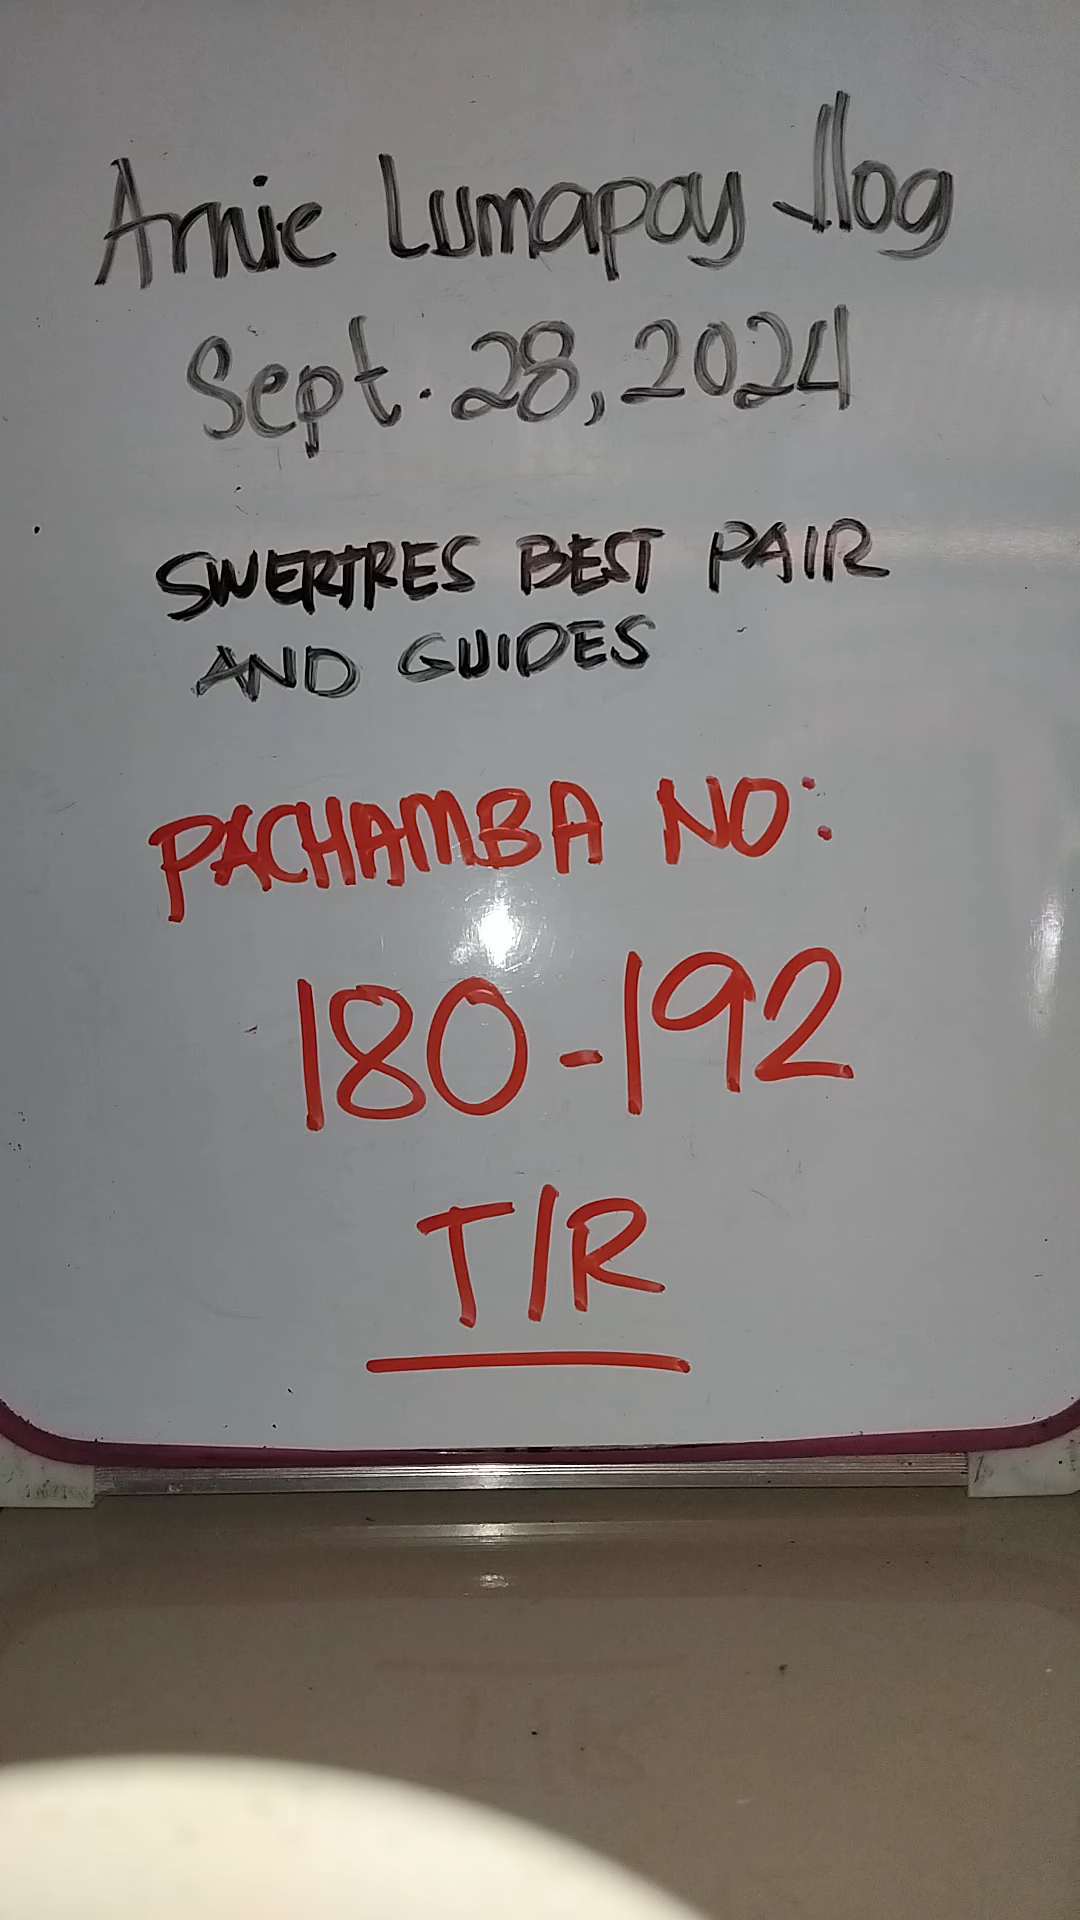 Arnie Lumapay Vlog
Sept. 28, 2024
SWERTRES BEST PAIR
AND GUIDES
PACHAMBA NO:
180-192
T/R